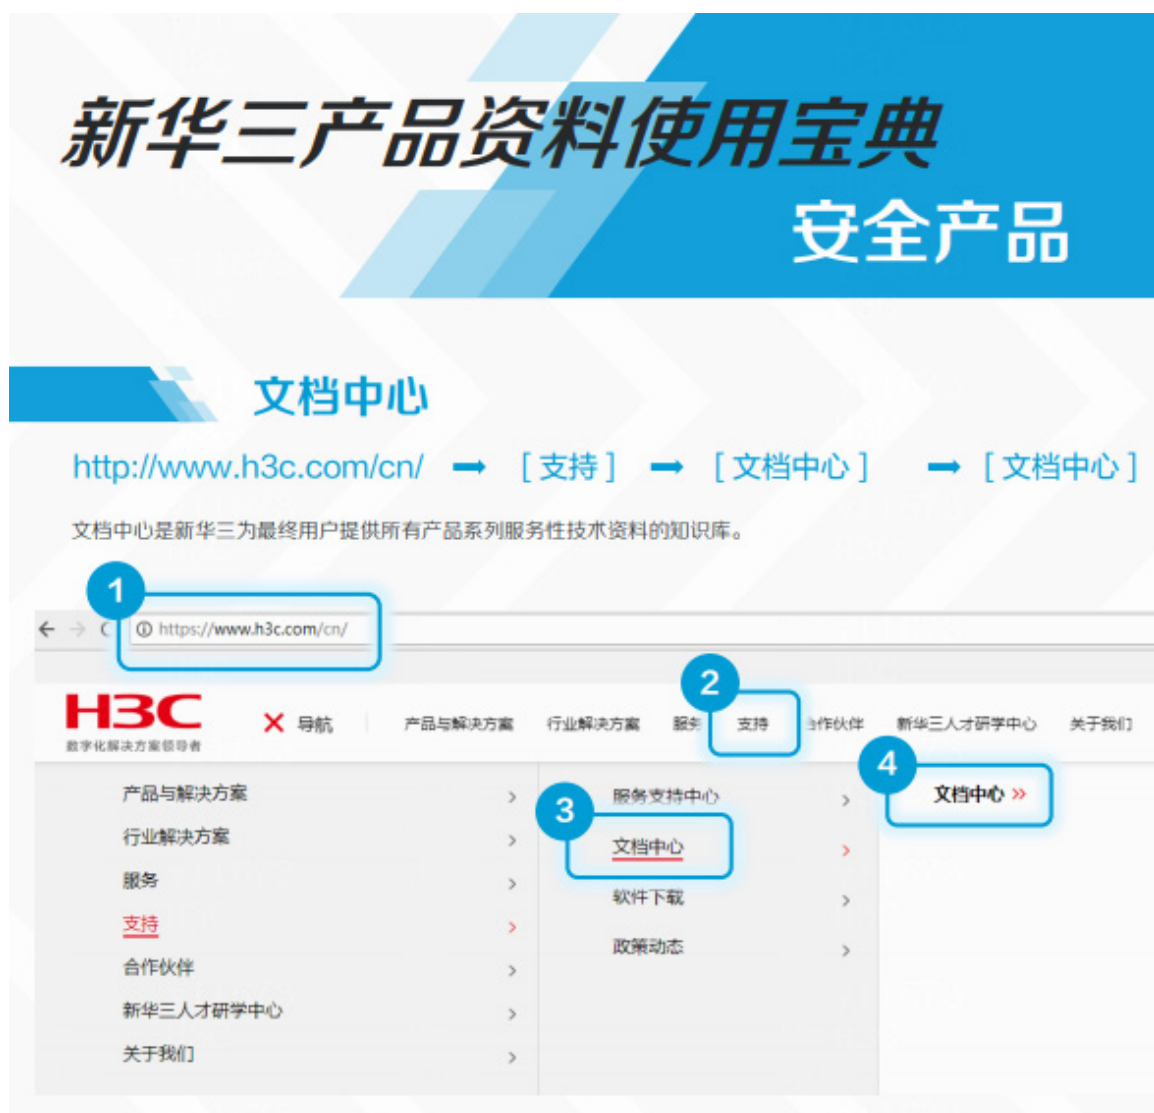 新华三产品资料使用宝典
安全产品
文档中心
http://www.h3c.com/cn/ ➞ [ 支持 ] ➞ [ 文档中心 ] ➞ [ 文档中心 ]
文档中心是新华三为最终用户提供所有产品系列服务性技术资料的知识库。
1
https://www.h3c.com/cn/
2
H3C
数字化解决方案领导者
导航 产品与解决方案 行业解决方案 服务 支持 合作伙伴 新华三人才研学中心 关于我们
产品与解决方案
行业解决方案
服务
支持
合作伙伴
新华三人才研学中心
关于我们
服务支持中心
3
文档中心
软件下载
政策动态
4
文档中心 »